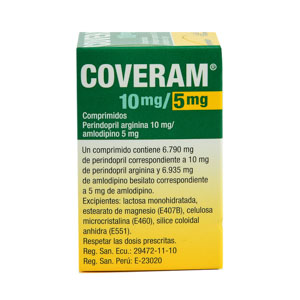 COVERAM®
10mg/5mg
Comprimidos
Perindopril arginina 10 mg/
amlodipino 5 mg
Un comprimido contiene 6.790 mg
de perindopril correspondiente a 10 mg
de perindopril arginina y 6.935 mg
de amlodipino besilato correspondiente
a 5 mg de amlodipino.
Excipientes: lactosa monohidratada,
estearato de magnesio (E407B), celulosa
microcristalina (E460), silice coloidal
anhidra (E551).
Respetar las dosis prescritas.
Reg. San. Ecu.: 29472-11-10
Reg. San. Perú: E-23020